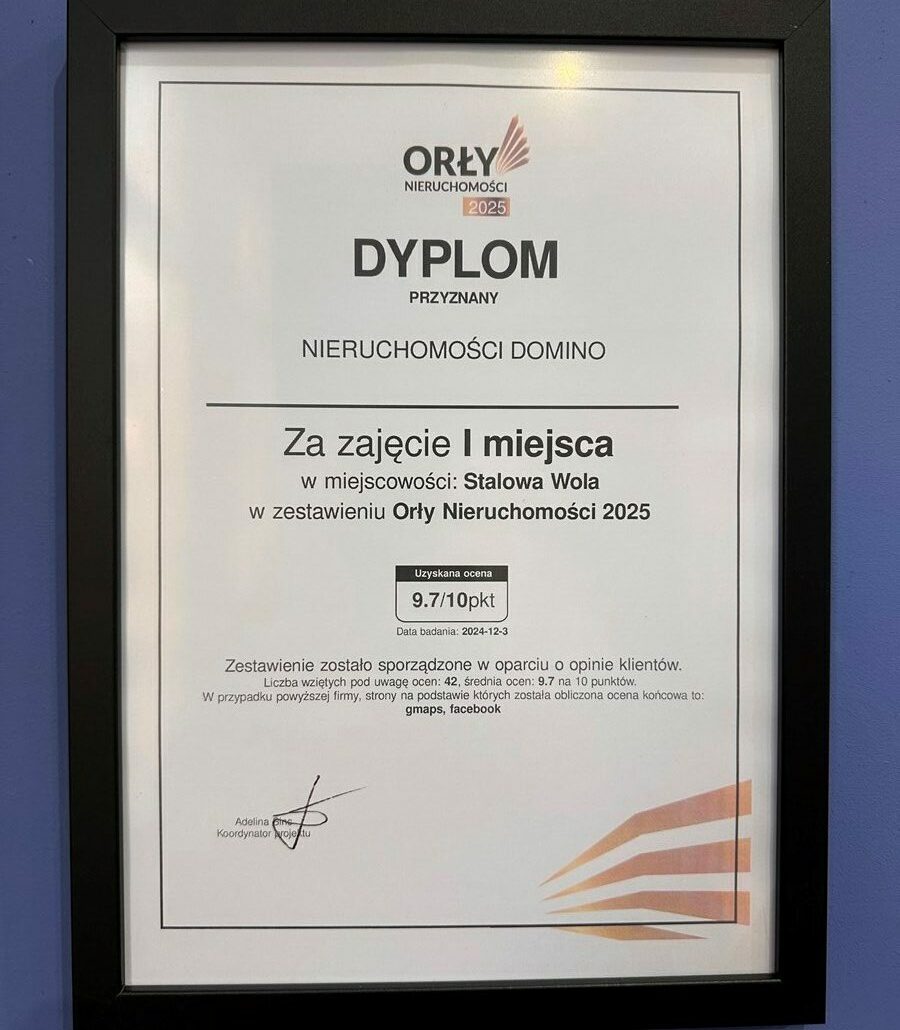 ORŁY
NIERUCHOMOŚCI
2025
DYPLOM
PRZYZNANY
NIERUCHOMOŚCI DOMINO
Za zajęcie I miejsca
w miejscowości: Stalowa Wola
w zestawieniu Orły Nieruchomości 2025
Uzyskana ocena
9.7/10pkt
Data badania: 2024-12-3
Zestawienie zostało sporządzone w oparciu o opinie klientów.
Liczba wziętych pod uwagę ocen: 42, średnia ocen: 9.7 na 10 punktów.
W przypadku powyższej firmy, strony na podstawie których została obliczona ocena końcowa to:
gmaps, facebook
Adelina
Koordynator projektu